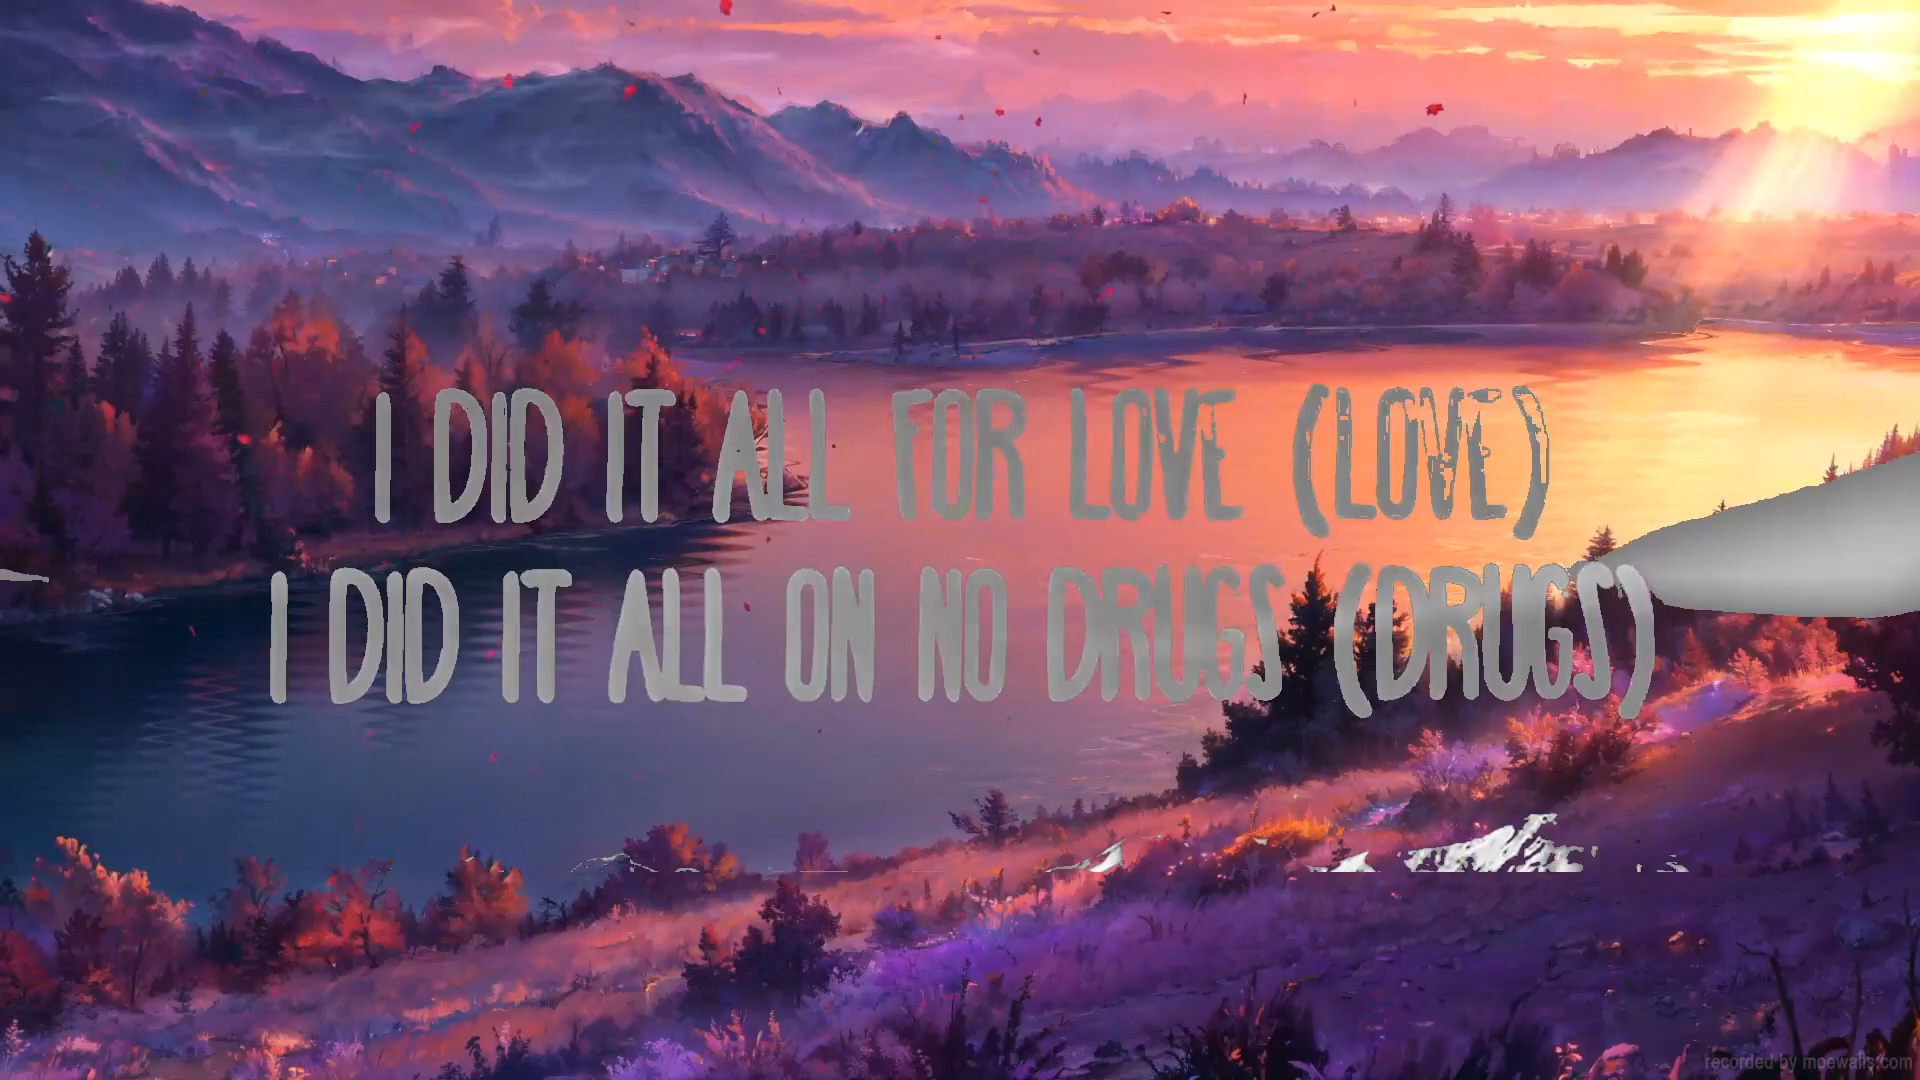 I DID IT ALL FOR LOVE (LOVE)
I DID IT ALL ON NO DRUGS (DRUGS)
recorded by moewalls.com